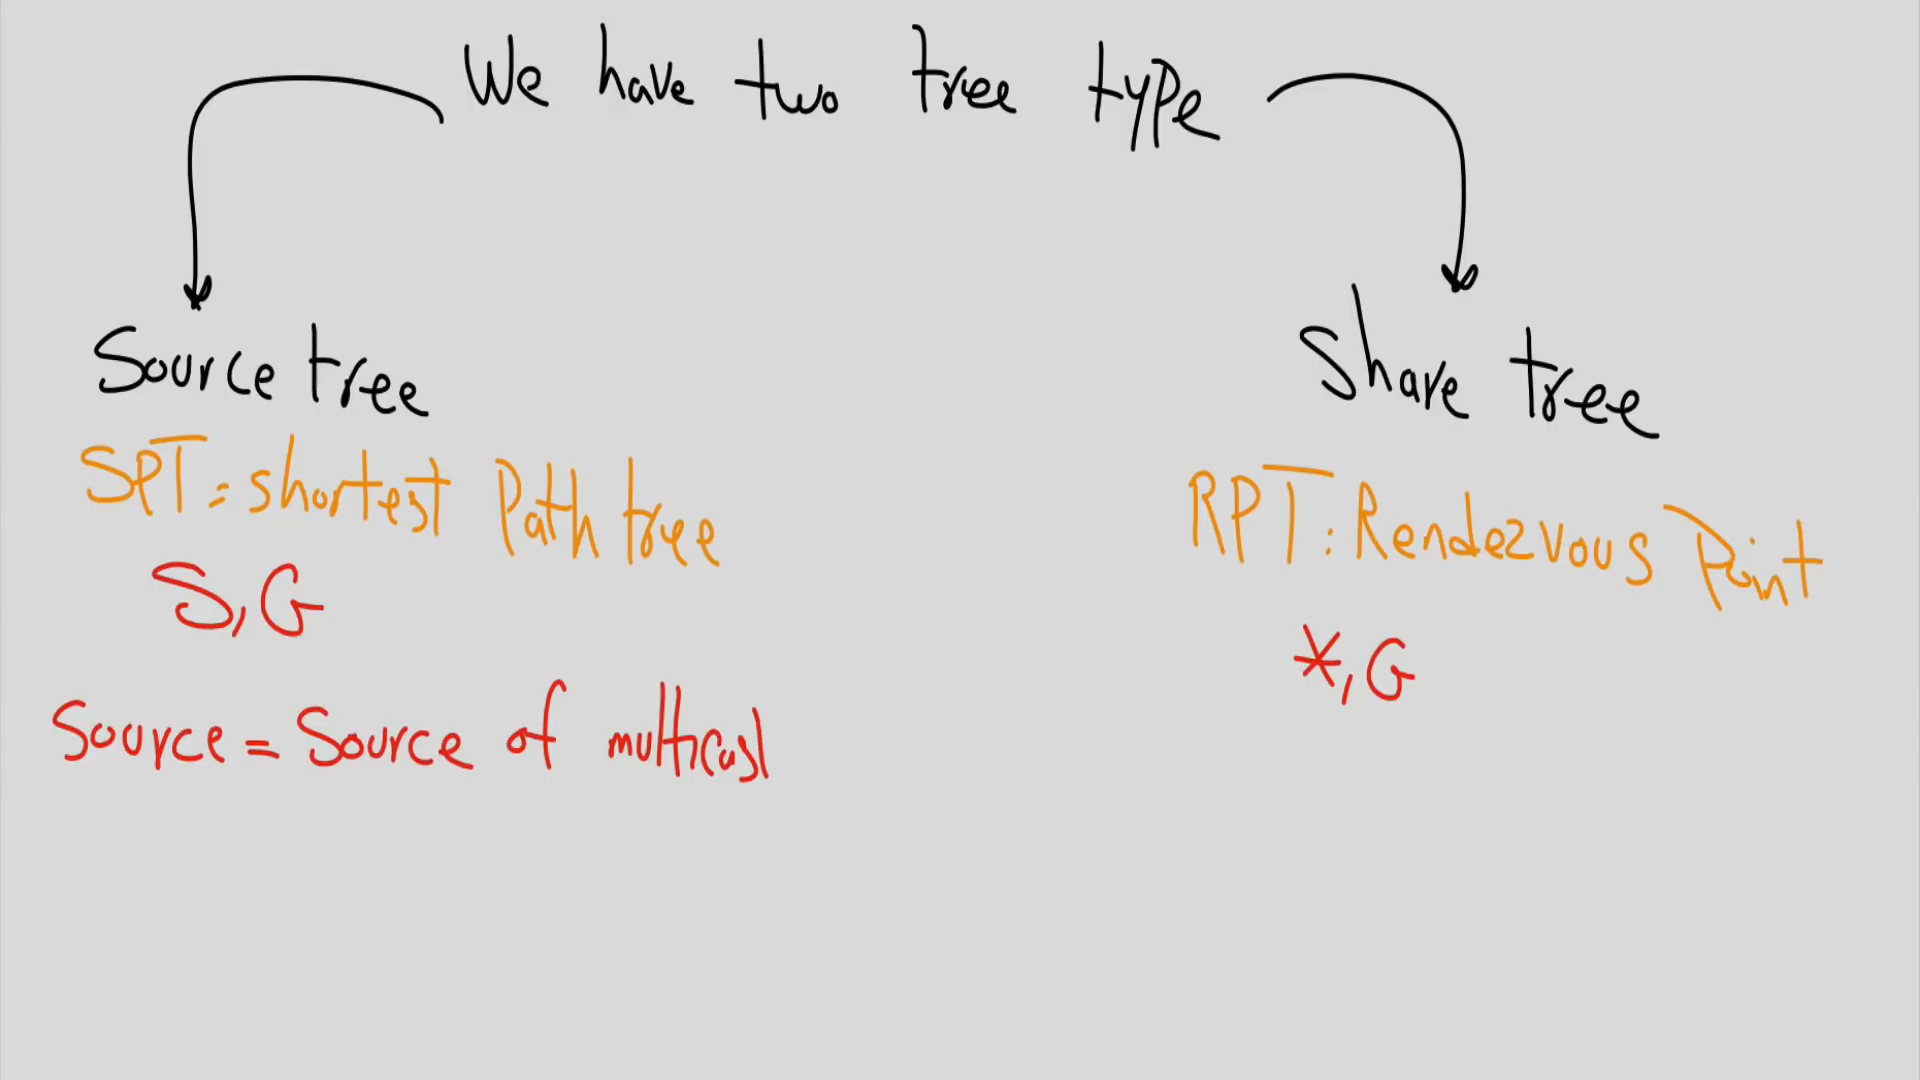 We have two tree type
Source tree
SPT = shortest Path tree
S,G
Source = Source of multicast
Share tree
RPT : Rendezvous Point
*,G